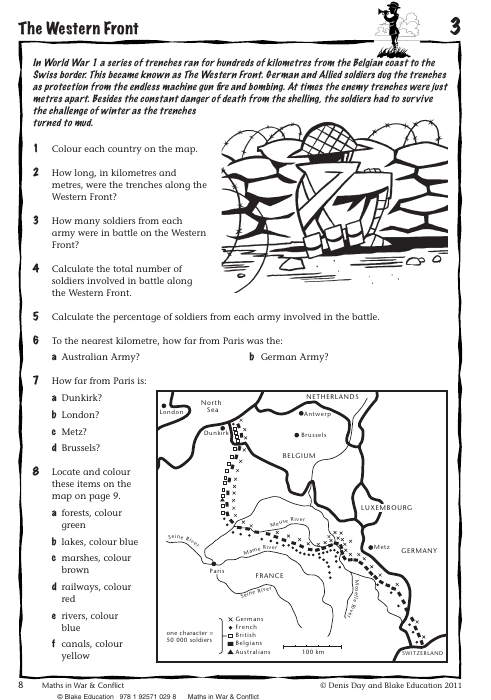 The Western Front
3
In World War 1 a series of trenches ran for hundreds of kilometres from the Belgian coast to the
Swiss border. This became known as The Western Front. German and Allied soldiers dug the trenches
as protection from the endless machine gun fire and bombing. At times the enemy trenches were just
metres apart. Besides the constant danger of death from the shelling, the soldiers had to survive
the challenge of winter as the trenches
turned to mud.
1 Colour each country on the map.
2 How long, in kilometres and
metres, were the trenches along the
Western Front?
3 How many soldiers from each
army were in battle on the Western
Front?
4 Calculate the total number of
soldiers involved in battle along
the Western Front.
5 Calculate the percentage of soldiers from each army involved in the battle.
6 To the nearest kilometre, how far from Paris was the:
a Australian Army?
b German Army?
7 How far from Paris is:
a Dunkirk?
b London?
c Metz?
d Brussels?
8 Locate and colour
these items on the
map on page 9.
a forests, colour
green
b lakes, colour blue
c marshes, colour
brown
d railways, colour
red
e rivers, colour
blue
f canals, colour
yellow
NETHERLANDS
North
Sea
London
Antwerp
Dunkirk
Brussels
BELGIUM
LUXEMBOURG
Meuse River
Seine River
Marne River
Metz
GERMANY
Paris
FRANCE
Seine River
Moselle River
one character =
50 000 soldiers
Germans
French
British
Belgians
Australians
100 km
SWITZERLAND
8 Maths in War & Conflict
© Denis Day and Blake Education 2011
© Blake Education 978 1 92571 029 8 Maths in War & Conflict